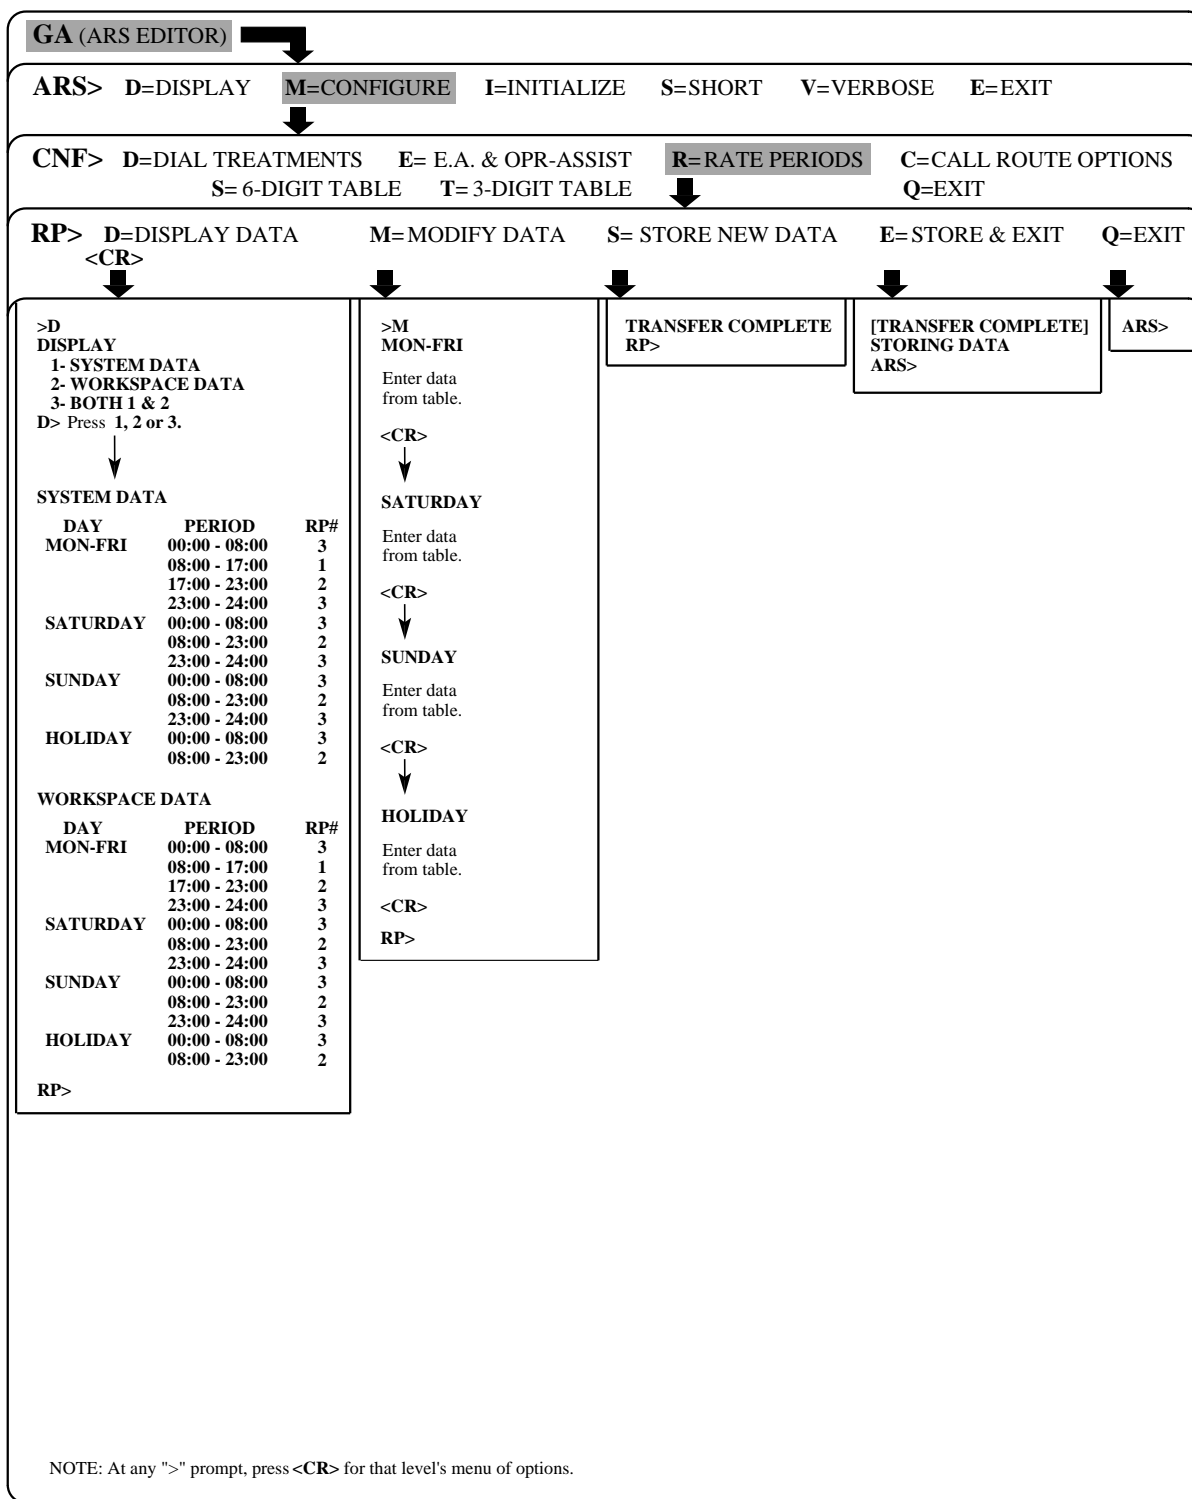 GA (ARS EDITOR)
ARS> D=DISPLAY M=CONFIGURE I=INITIALIZE S=SHORT V=VERBOSE E=EXIT
CNF> D=DIAL TREATMENTS E= E.A. & OPR-ASSIST R=RATE PERIODS C=CALL ROUTE OPTIONS
S= 6-DIGIT TABLE T= 3-DIGIT TABLE Q=EXIT
RP> D=DISPLAY DATA M=MODIFY DATA S= STORE NEW DATA E=STORE & EXIT Q=EXIT
<CR>
>D
DISPLAY
1- SYSTEM DATA
2- WORKSPACE DATA
3- BOTH 1 & 2
D> Press 1, 2 or 3.
SYSTEM DATA
DAY PERIOD RP#
MON-FRI 00:00 - 08:00 3
08:00 - 17:00 1
17:00 - 23:00 2
23:00 - 24:00 3
SATURDAY 00:00 - 08:00 3
08:00 - 23:00 2
23:00 - 24:00 3
SUNDAY 00:00 - 08:00 3
08:00 - 23:00 2
23:00 - 24:00 3
HOLIDAY 00:00 - 08:00 3
08:00 - 23:00 2
WORKSPACE DATA
DAY PERIOD RP#
MON-FRI 00:00 - 08:00 3
08:00 - 17:00 1
17:00 - 23:00 2
23:00 - 24:00 3
SATURDAY 00:00 - 08:00 3
08:00 - 23:00 2
23:00 - 24:00 3
SUNDAY 00:00 - 08:00 3
08:00 - 23:00 2
23:00 - 24:00 3
HOLIDAY 00:00 - 08:00 3
08:00 - 23:00 2
RP>
>M
MON-FRI
Enter data
from table.
<CR>
SATURDAY
Enter data
from table.
<CR>
SUNDAY
Enter data
from table.
<CR>
HOLIDAY
Enter data
from table.
<CR>
RP>
TRANSFER COMPLETE
RP>
[TRANSFER COMPLETE]
STORING DATA
ARS>
ARS>
NOTE: At any ">" prompt, press <CR> for that level's menu of options.